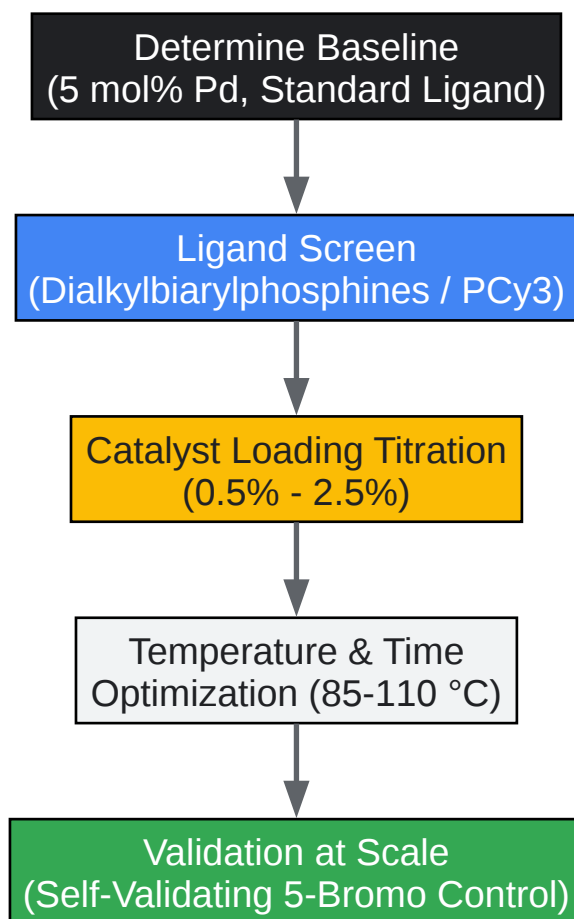 Determine Baseline
(5 mol% Pd, Standard Ligand)
Ligand Screen
(Dialkylbiarylphosphines / PCy3)
Catalyst Loading Titration
(0.5% - 2.5%)
Temperature & Time
Optimization (85-110 °C)
Validation at Scale
(Self-Validating 5-Bromo Control)